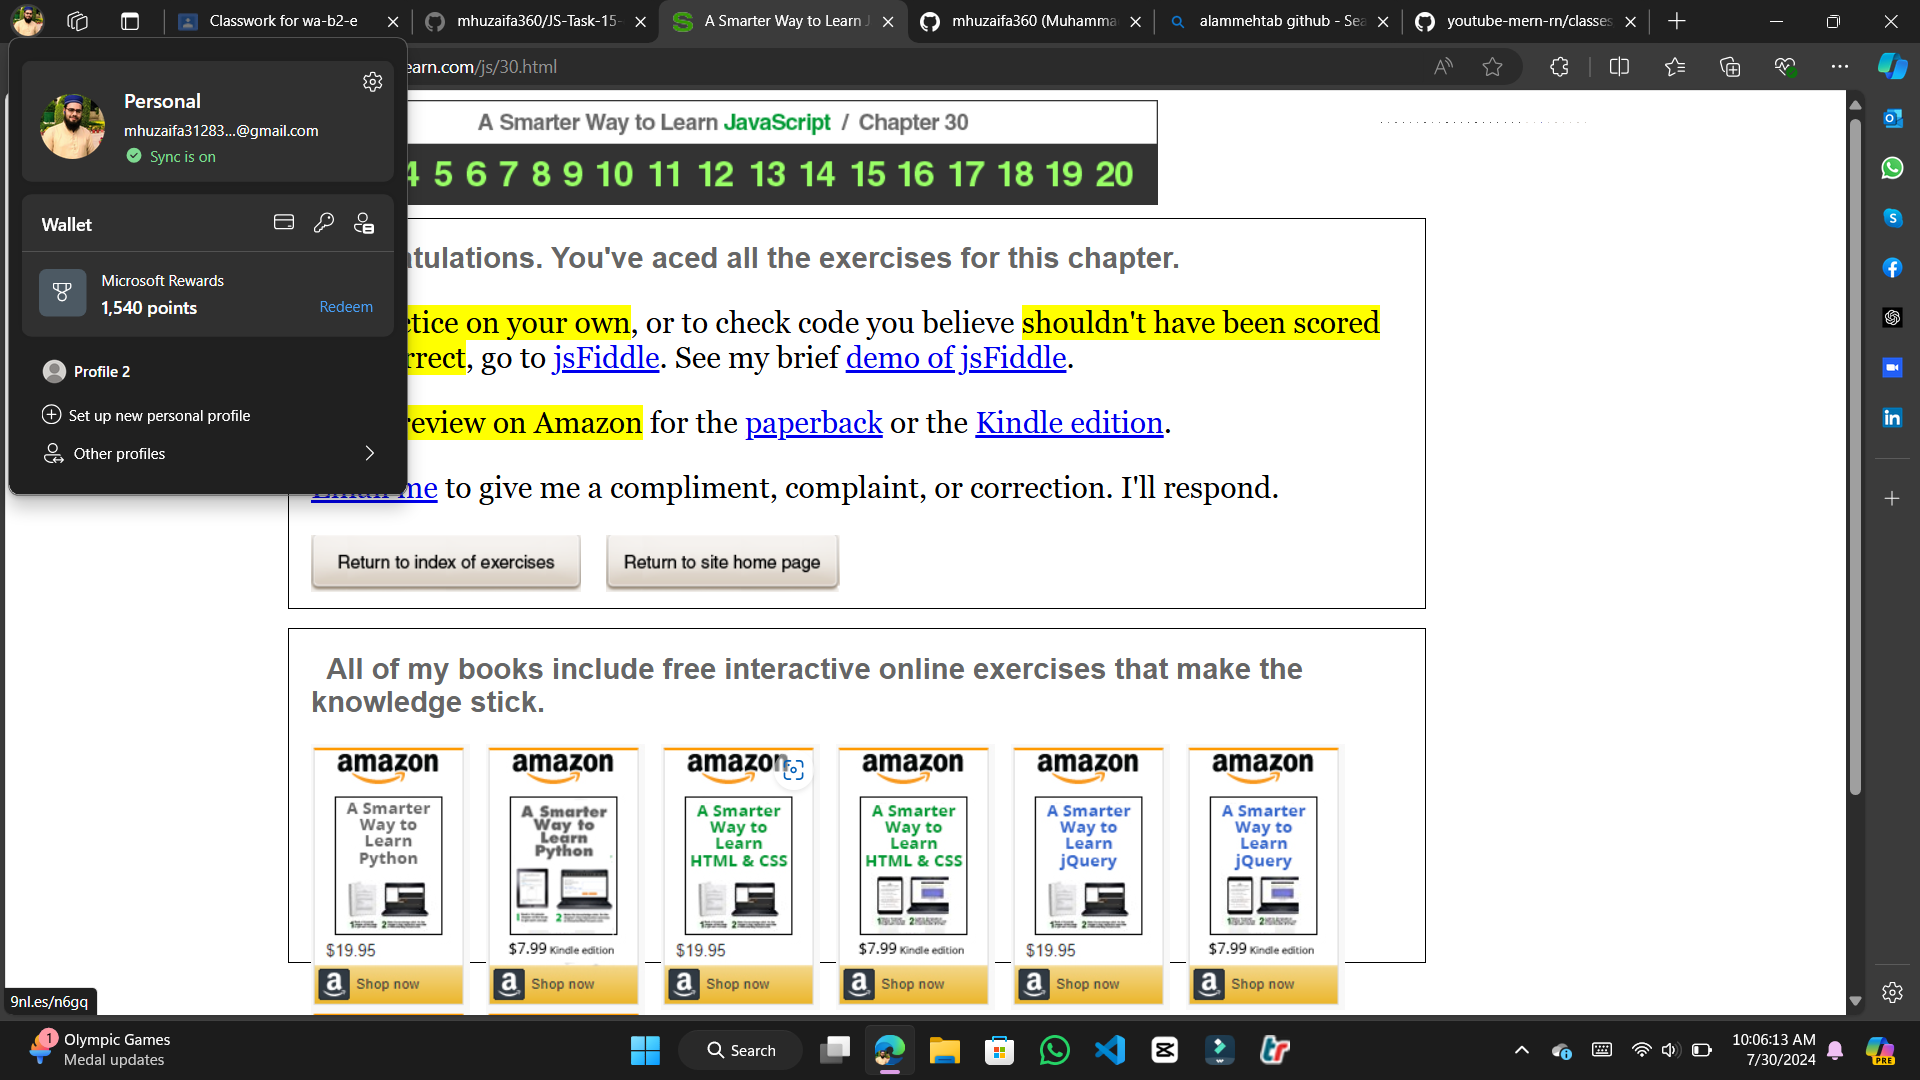 Classwork for wa-b2-e
mhuzaifa360/JS-Task-15-
A Smarter Way to Learn J
mhuzaifa360 (Muhamma
alammehtab github - Sea
youtube-mern-rn/classes
earn.com/js/30.html
Personal
mhuzaifa31283...@gmail.com
Sync is on
Wallet
Microsoft Rewards
1,540 points
Redeem
Profile 2
Set up new personal profile
Other profiles
A Smarter Way to Learn JavaScript / Chapter 30
4 5 6 7 8 9 10 11 12 13 14 15 16 17 18 19 20
atulations. You've aced all the exercises for this chapter.
ctice on your own, or to check code you believe shouldn't have been scored
rrect, go to jsFiddle. See my brief demo of jsFiddle.
review on Amazon for the paperback or the Kindle edition.
Email me to give me a compliment, complaint, or correction. I'll respond.
Return to index of exercises
Return to site home page
All of my books include free interactive online exercises that make the
knowledge stick.
amazon amazon amazon amazon amazon amazon
A Smarter Way to Learn Python
A Smarter Way to Learn Python
A Smarter Way to Learn HTML & CSS
A Smarter Way to Learn HTML & CSS
A Smarter Way to Learn jQuery
A Smarter Way to Learn jQuery
$19.95 $7.99 Kindle edition $19.95 $7.99 Kindle edition $19.95 $7.99 Kindle edition
Shop now Shop now Shop now Shop now Shop now Shop now
9nl.es/n6gq
1
Olympic Games
Medal updates
Search
10:06:13 AM
7/30/2024
PRE